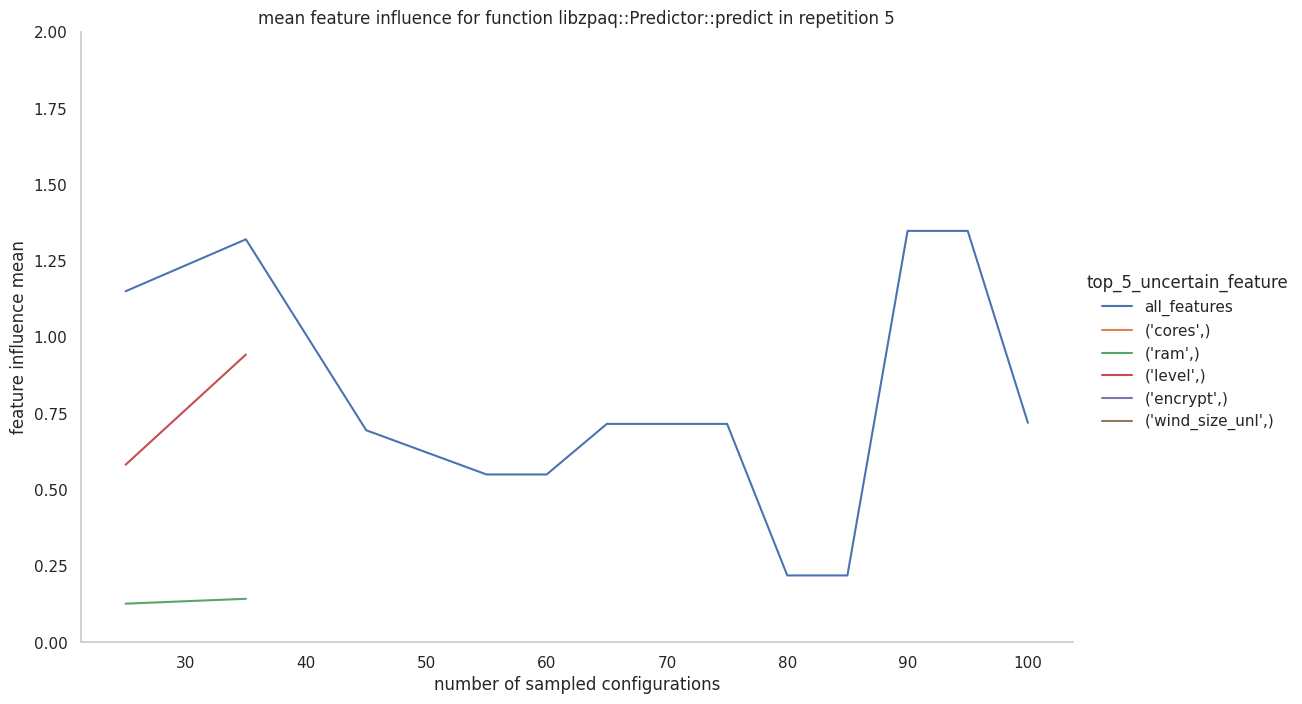 mean feature influence for function libzpaq::Predictor::predict in repetition 5
2.00
1.75
1.50
1.25
1.00
0.75
0.50
0.25
0.00
feature influence mean
30 40 50 60 70 80 90 100
number of sampled configurations
top_5_uncertain_feature
all_features
('cores',)
('ram',)
('level',)
('encrypt',)
('wind_size_unl',)